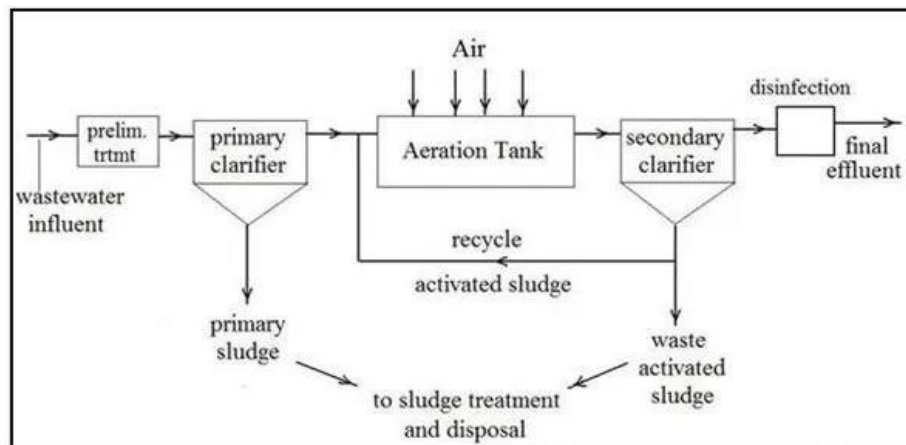 Air
disinfection
prelim.
trtmt
primary
clarifier
Aeration Tank
secondary
clarifier
final
effluent
wastewater
influent
recycle
activated sludge
primary
sludge
waste
activated
sludge
to sludge treatment
and disposal